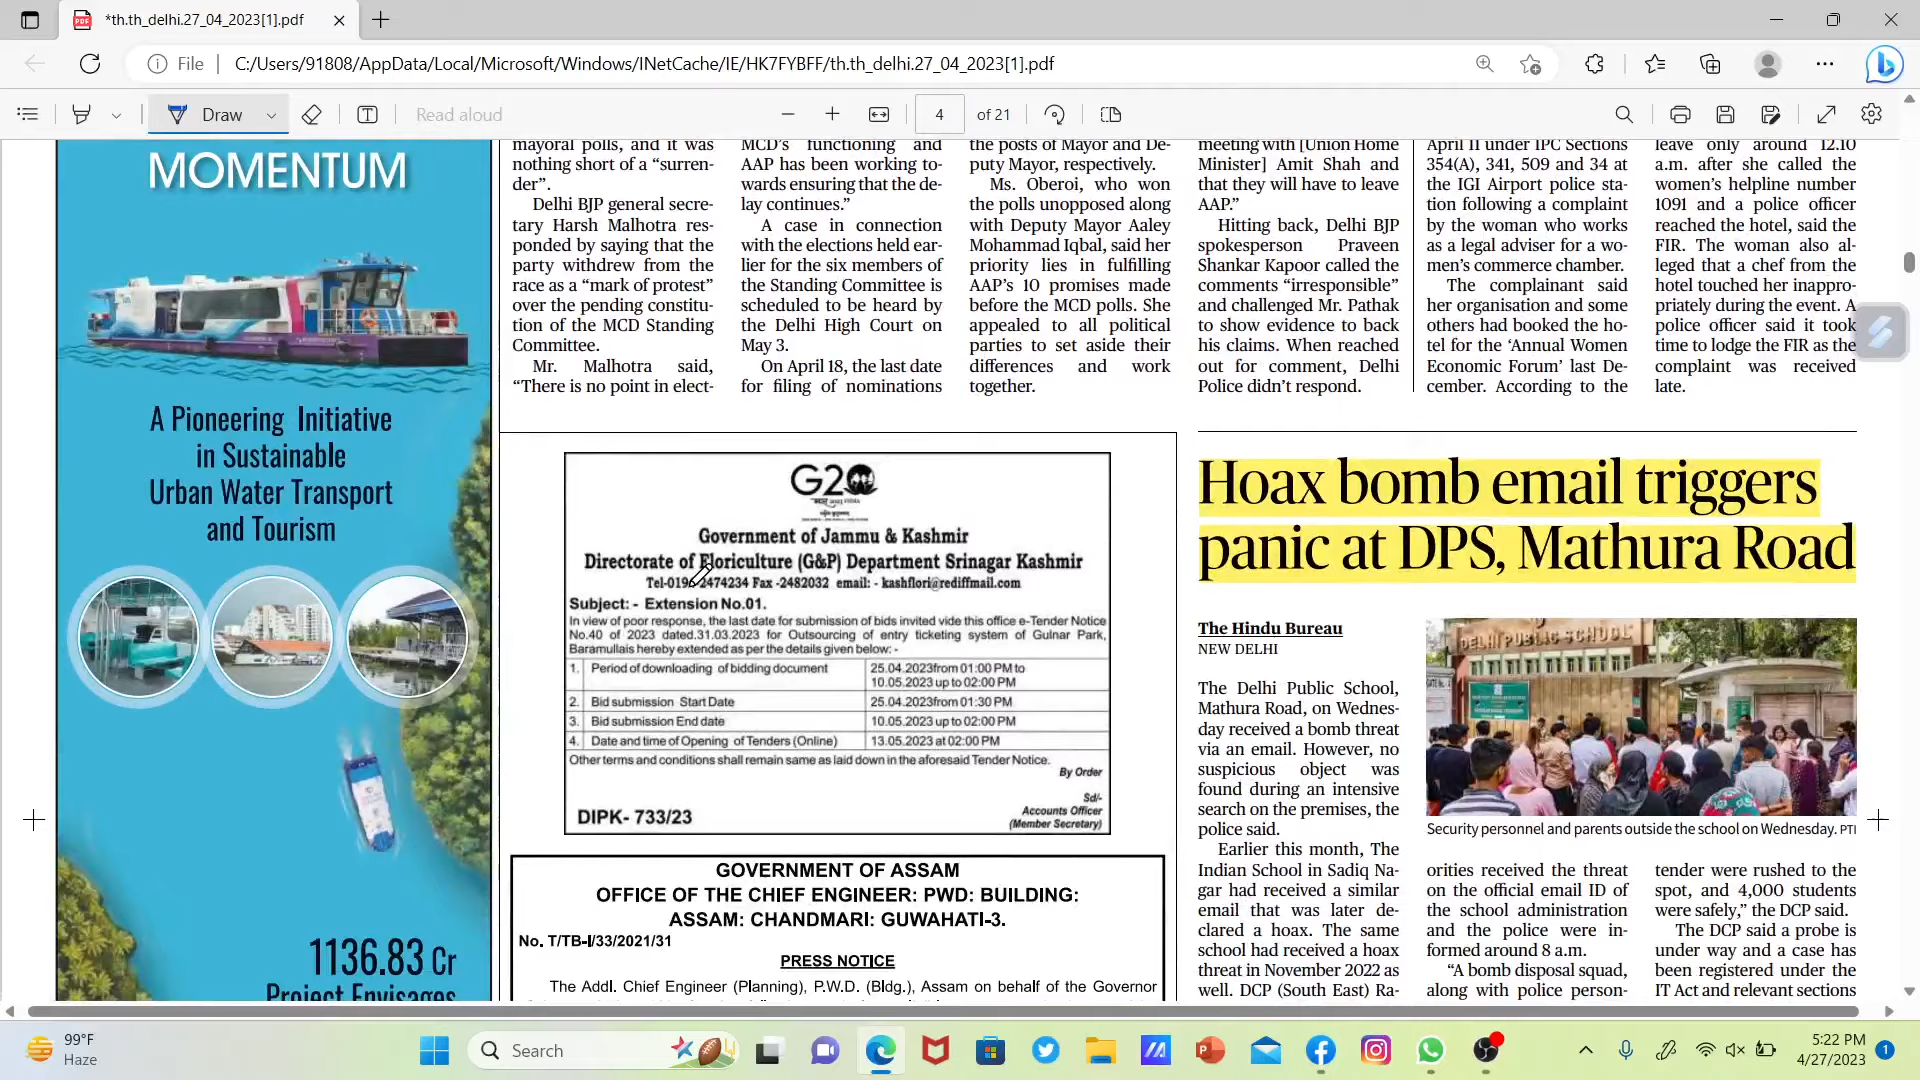 *th.th_delhi.27_04_2023[1].pdf
File
C:/Users/91808/AppData/Local/Microsoft/Windows/INetCache/IE/HK7FYBFF/th.th_delhi.27_04_2023[1].pdf
Draw
Read aloud
4
of 21
MOMENTUM
A Pioneering Initiative
in Sustainable
Urban Water Transport
and Tourism
1136.83 Cr
Project Envisages
mayoral polls, and it was
nothing short of a “surren-
der”.
Delhi BJP general secre-
tary Harsh Malhotra res-
ponded by saying that the
party withdrew from the
race as a “mark of protest”
over the pending constitu-
tion of the MCD Standing
Committee.
Mr. Malhotra said,
“There is no point in elect-
MCD’s functioning and
AAP has been working to-
wards ensuring that the de-
lay continues.”
A case in connection
with the elections held ear-
lier for the six members of
the Standing Committee is
scheduled to be heard by
the Delhi High Court on
May 3.
On April 18, the last date
for filing of nominations
the posts of Mayor and De-
puty Mayor, respectively.
Ms. Oberoi, who won
the polls unopposed along
with Deputy Mayor Aaley
Mohammad Iqbal, said her
priority lies in fulfilling
AAP’s 10 promises made
before the MCD polls. She
appealed to all political
parties to set aside their
differences and work
together.
meeting with [Union Home
Minister] Amit Shah and
that they will have to leave
AAP.”
Hitting back, Delhi BJP
spokesperson Praveen
Shankar Kapoor called the
comments “irresponsible”
and challenged Mr. Pathak
to show evidence to back
his claims. When reached
out for comment, Delhi
Police didn’t respond.
April 11 under IPC Sections
354(A), 341, 509 and 34 at
the IGI Airport police sta-
tion following a complaint
by the woman who works
as a legal adviser for a wo-
men’s commerce chamber.
The complainant said
her organisation and some
others had booked the ho-
tel for the ‘Annual Women
Economic Forum’ last De-
cember. According to the
leave only around 12.10
a.m. after she called the
women’s helpline number
1091 and a police officer
reached the hotel, said the
FIR. The woman also al-
leged that a chef from the
hotel touched her inappro-
priately during the event. A
police officer said it took
time to lodge the FIR as the
complaint was received
late.
G20
Government of Jammu & Kashmir
Directorate of Floriculture (G&P) Department Srinagar Kashmir
Tel-0194-2474234 Fax -2482032 email: - kashflori@rediffmail.com
Subject: - Extension No.01.
In view of poor response, the last date for submission of bids invited vide this office e-Tender Notice
No.40 of 2023 dated.31.03.2023 for Outsourcing of entry ticketing system of Gulnar Park,
Baramullais hereby extended as per the details given below: -
1. Period of downloading of bidding document 25.04.2023from 01:00 PM to
10.05.2023 up to 02:00 PM
2. Bid submission Start Date 25.04.2023from 01:30 PM
3. Bid submission End date 10.05.2023 up to 02:00 PM
4. Date and time of Opening of Tenders (Online) 13.05.2023 at 02:00 PM
Other terms and conditions shall remain same as laid down in the aforesaid Tender Notice.
By Order
Sd/-
Accounts Officer
(Member Secretary)
DIPK- 733/23
GOVERNMENT OF ASSAM
OFFICE OF THE CHIEF ENGINEER: PWD: BUILDING:
ASSAM: CHANDMARI: GUWAHATI-3.
No. T/TB-I/33/2021/31
PRESS NOTICE
The Addl. Chief Engineer (Planning), P.W.D. (Bldg.), Assam on behalf of the Governor
Hoax bomb email triggers
panic at DPS, Mathura Road
The Hindu Bureau
NEW DELHI
The Delhi Public School,
Mathura Road, on Wednes-
day received a bomb threat
via an email. However, no
suspicious object was
found during an intensive
search on the premises, the
police said.
Earlier this month, The
Indian School in Sadiq Na-
gar had received a similar
email that was later de-
clared a hoax. The same
school had received a hoax
threat in November 2022 as
well. DCP (South East) Ra-
DELHI PUBLIC SCHOOL
Security personnel and parents outside the school on Wednesday. PTI
orities received the threat
on the official email ID of
the school administration
and the police were in-
formed around 8 a.m.
“A bomb disposal squad,
along with police person-
tender were rushed to the
spot, and 4,000 students
were safely,” the DCP said.
The DCP said a probe is
under way and a case has
been registered under the
IT Act and relevant sections
99°F
Haze
Search
5:22 PM
4/27/2023
1